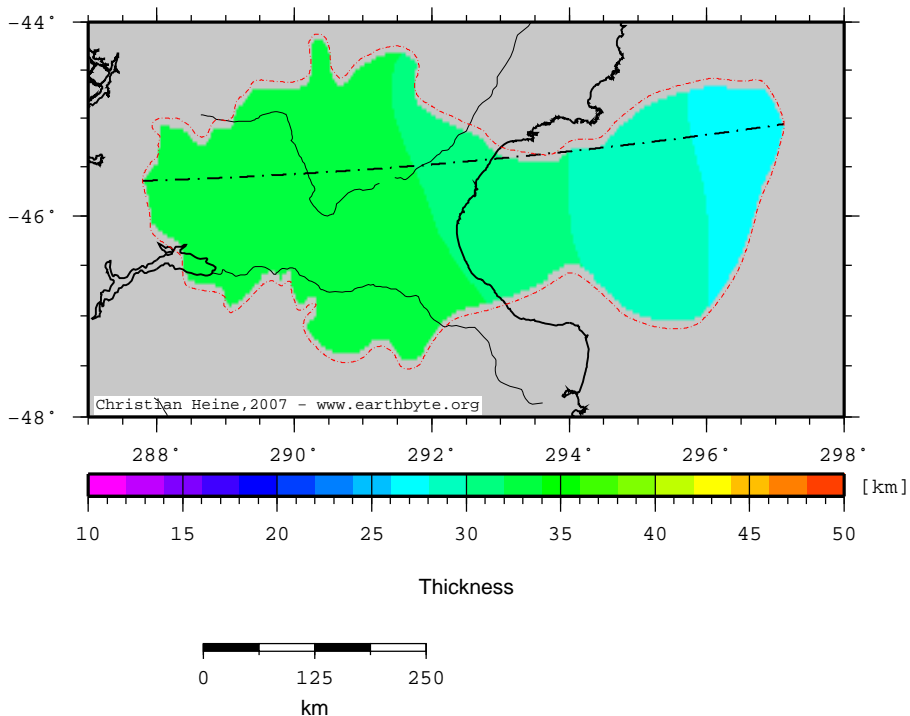 −44°
−46°
−48°
Christian Heine,2007 − www.earthbyte.org
288° 290° 292° 294° 296° 298°
[km]
10 15 20 25 30 35 40 45 50
Thickness
0 125 250
km